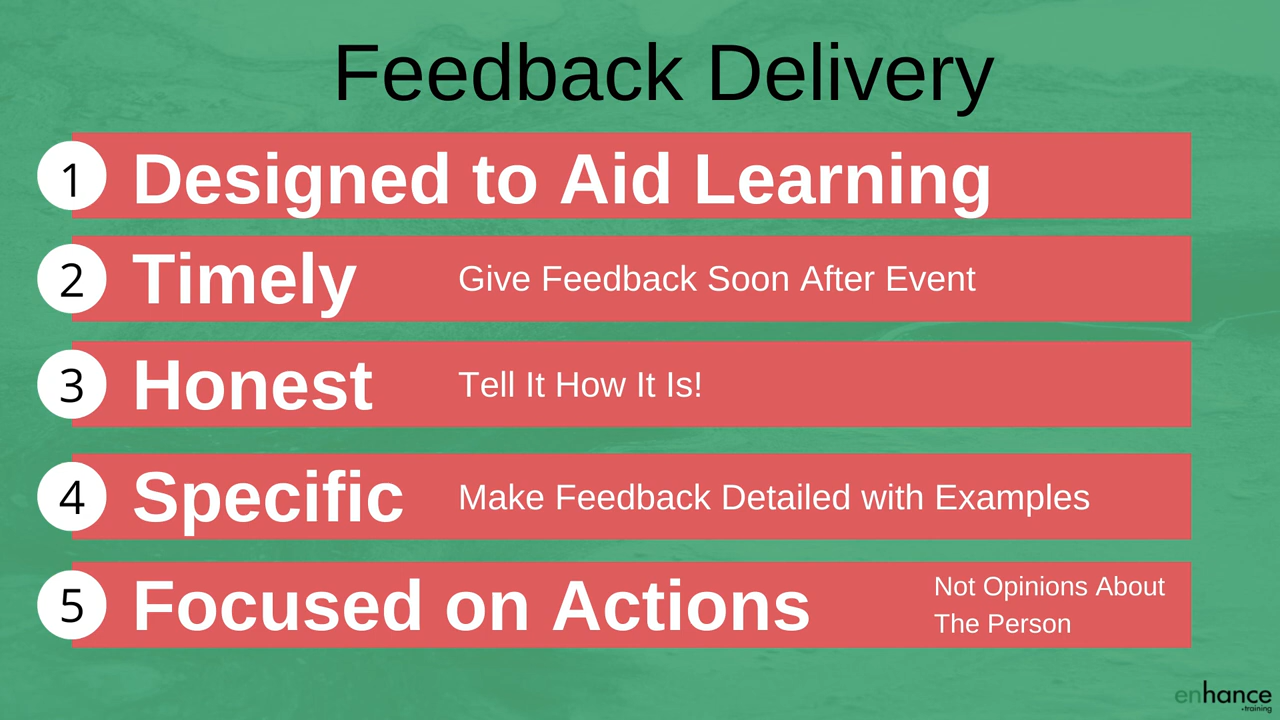 Feedback Delivery
1 Designed to Aid Learning
2 Timely Give Feedback Soon After Event
3 Honest Tell It How It Is!
4 Specific Make Feedback Detailed with Examples
5 Focused on Actions Not Opinions About
The Person
enhance
•training